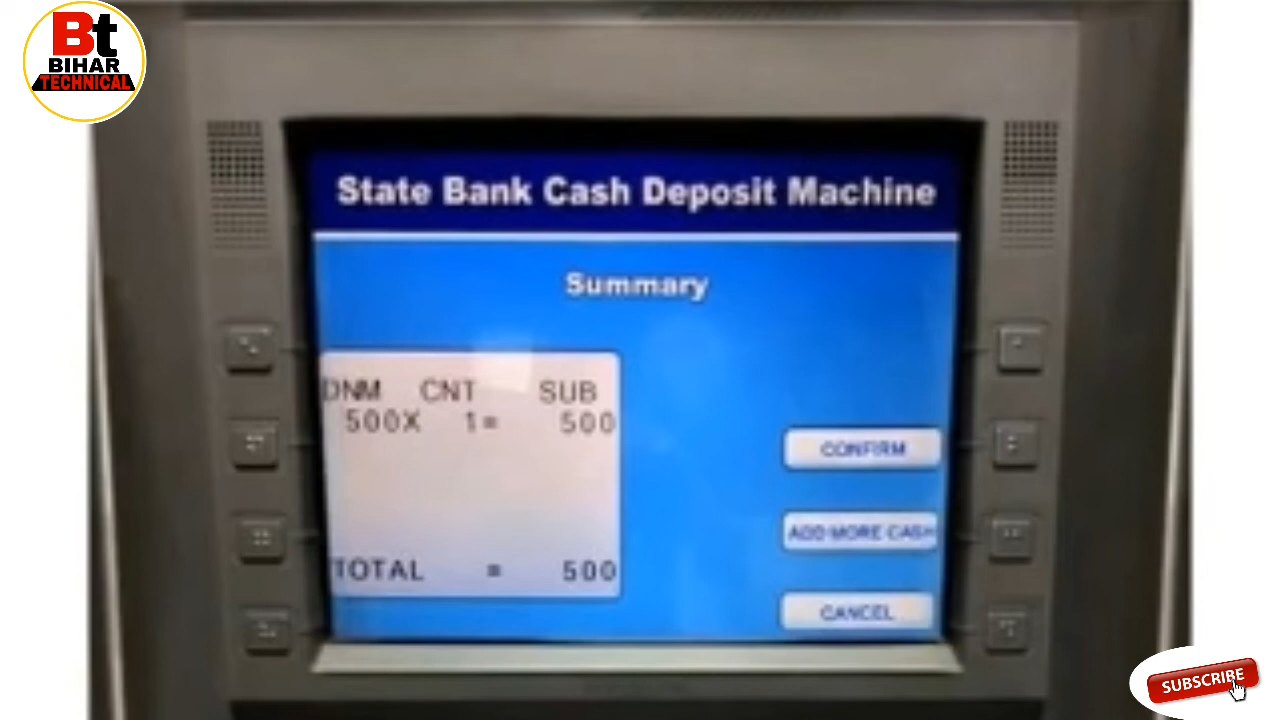 Bt
BIHAR
TECHNICAL
State Bank Cash Deposit Machine
Summary
DNM CNT SUB
500X 1= 500
TOTAL = 500
CONFIRM
ADD MORE CASH
CANCEL
SUBSCRIBE